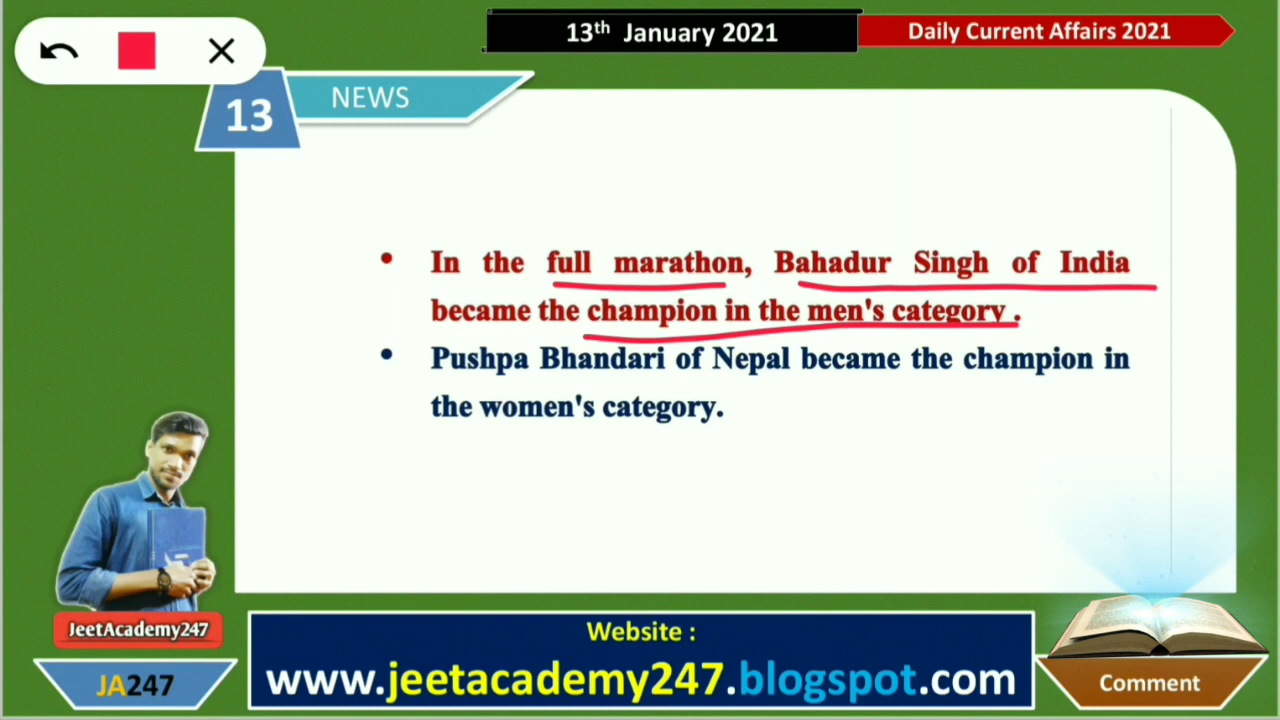 13th January 2021
Daily Current Affairs 2021
13
NEWS
• In the full marathon, Bahadur Singh of India
became the champion in the men's category .
• Pushpa Bhandari of Nepal became the champion in
the women's category.
JeetAcademy247
JA247
Website :
www.jeetacademy247.blogspot.com
Comment